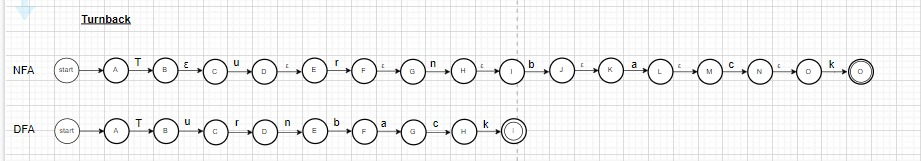 Turnback
NFA start A T B ε C u D ε E r F ε G n H ε I b J ε K a L ε M c N ε O k O
DFA start A T B u C r D n E b F a G c H k I